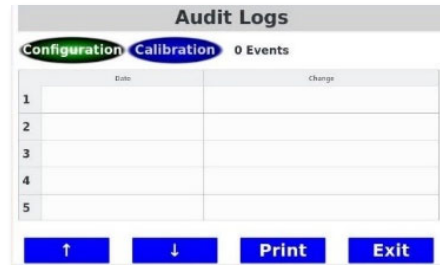 Audit Logs
Configuration Calibration 0 Events
Date Change
1
2
3
4
5
↑ ↓ Print Exit